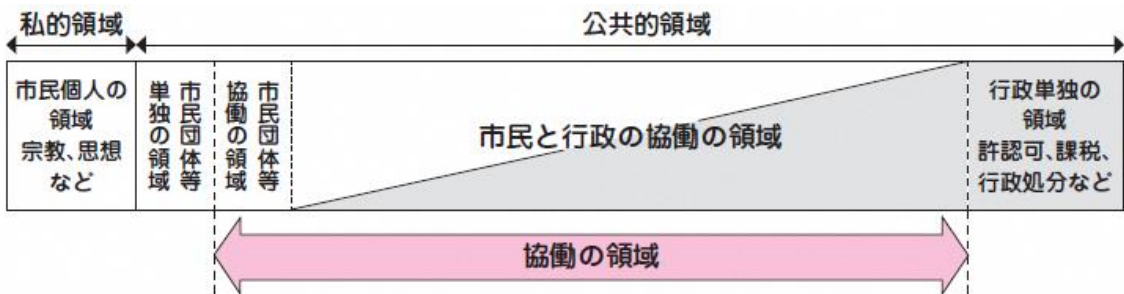 私的領域
公共的領域
市民個人の
領域
宗教、思想
など
市民団体等
単独の領域
市民団体等
協働の領域
市民と行政の協働の領域
行政単独の
領域
許認可、課税、
行政処分など
協働の領域